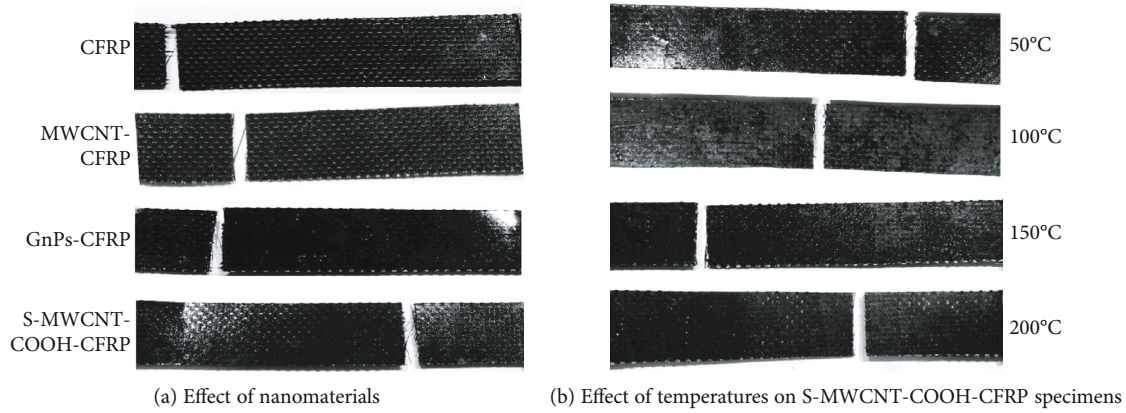 CFRP
MWCNT-
CFRP
GnPs-CFRP
S-MWCNT-
COOH-CFRP
(a) Effect of nanomaterials
50°C
100°C
150°C
200°C
(b) Effect of temperatures on S-MWCNT-COOH-CFRP specimens